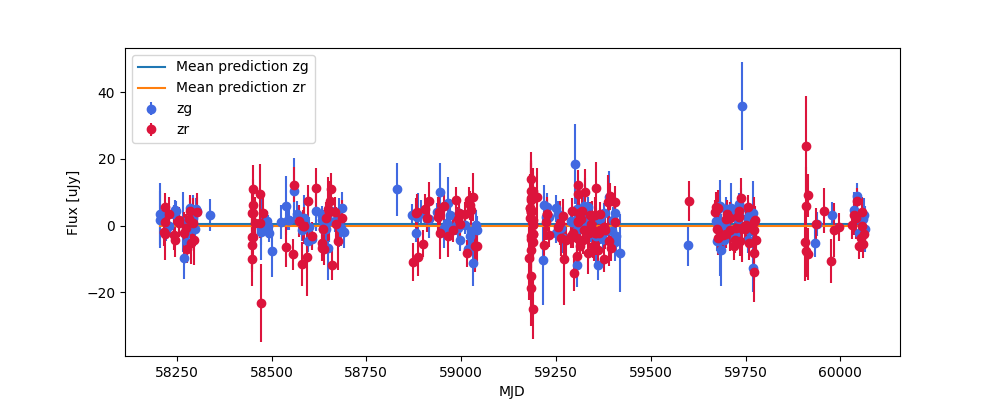 Mean prediction zg
Mean prediction zr
zg
zr
Flux [uJy]
40
20
0
−20
58250 58500 58750 59000 59250 59500 59750 60000
MJD